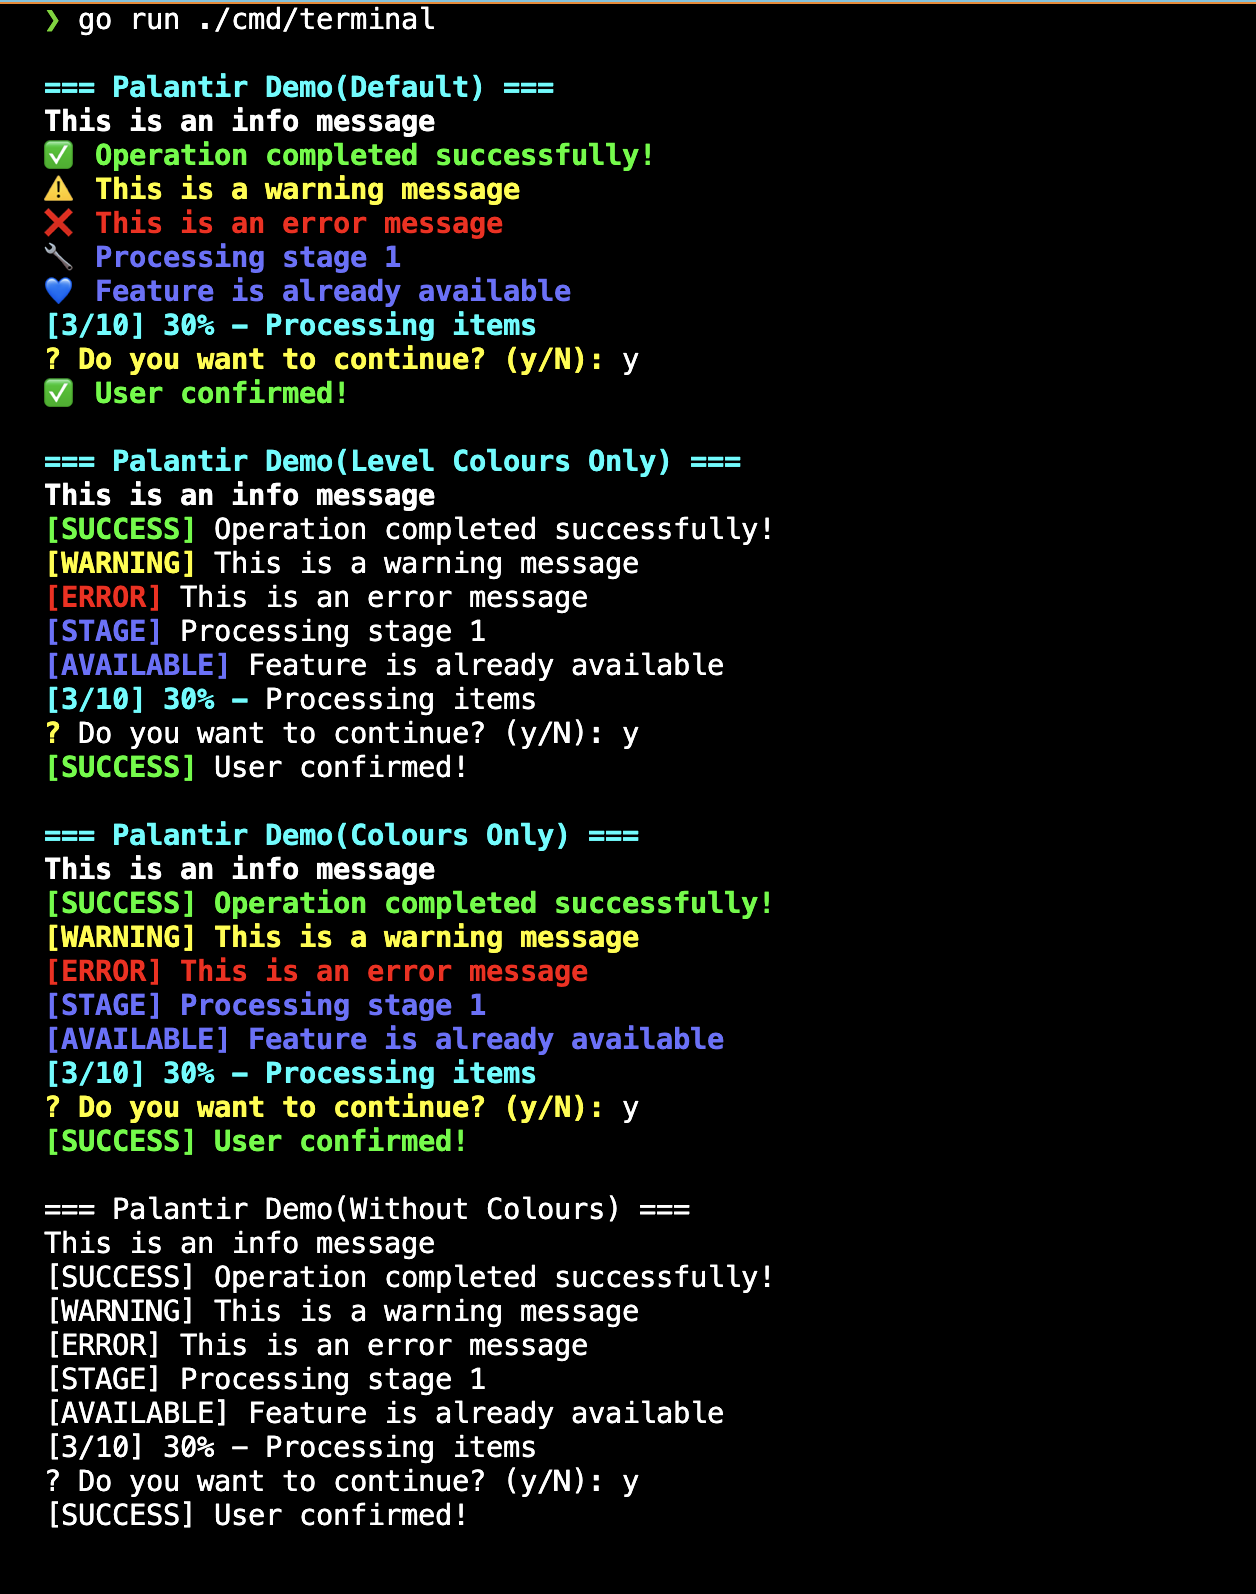 ❯ go run ./cmd/terminal
=== Palantir Demo(Default) ===
This is an info message
✅ Operation completed successfully!
⚠️ This is a warning message
❌ This is an error message
🔧 Processing stage 1
💙 Feature is already available
[3/10] 30% – Processing items
? Do you want to continue? (y/N): y
✅ User confirmed!
=== Palantir Demo(Level Colours Only) ===
This is an info message
[SUCCESS] Operation completed successfully!
[WARNING] This is a warning message
[ERROR] This is an error message
[STAGE] Processing stage 1
[AVAILABLE] Feature is already available
[3/10] 30% – Processing items
? Do you want to continue? (y/N): y
[SUCCESS] User confirmed!
=== Palantir Demo(Colours Only) ===
This is an info message
[SUCCESS] Operation completed successfully!
[WARNING] This is a warning message
[ERROR] This is an error message
[STAGE] Processing stage 1
[AVAILABLE] Feature is already available
[3/10] 30% – Processing items
? Do you want to continue? (y/N): y
[SUCCESS] User confirmed!
=== Palantir Demo(Without Colours) ===
This is an info message
[SUCCESS] Operation completed successfully!
[WARNING] This is a warning message
[ERROR] This is an error message
[STAGE] Processing stage 1
[AVAILABLE] Feature is already available
[3/10] 30% – Processing items
? Do you want to continue? (y/N): y
[SUCCESS] User confirmed!